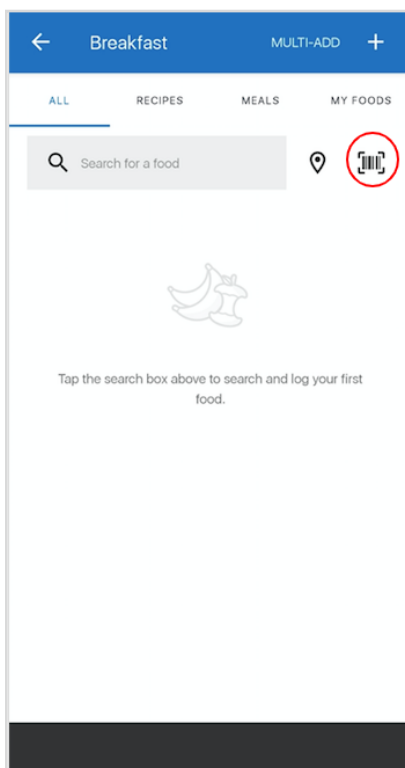 Breakfast MULTI-ADD +
ALL RECIPES MEALS MY FOODS
Search for a food
Tap the search box above to search and log your first
food.